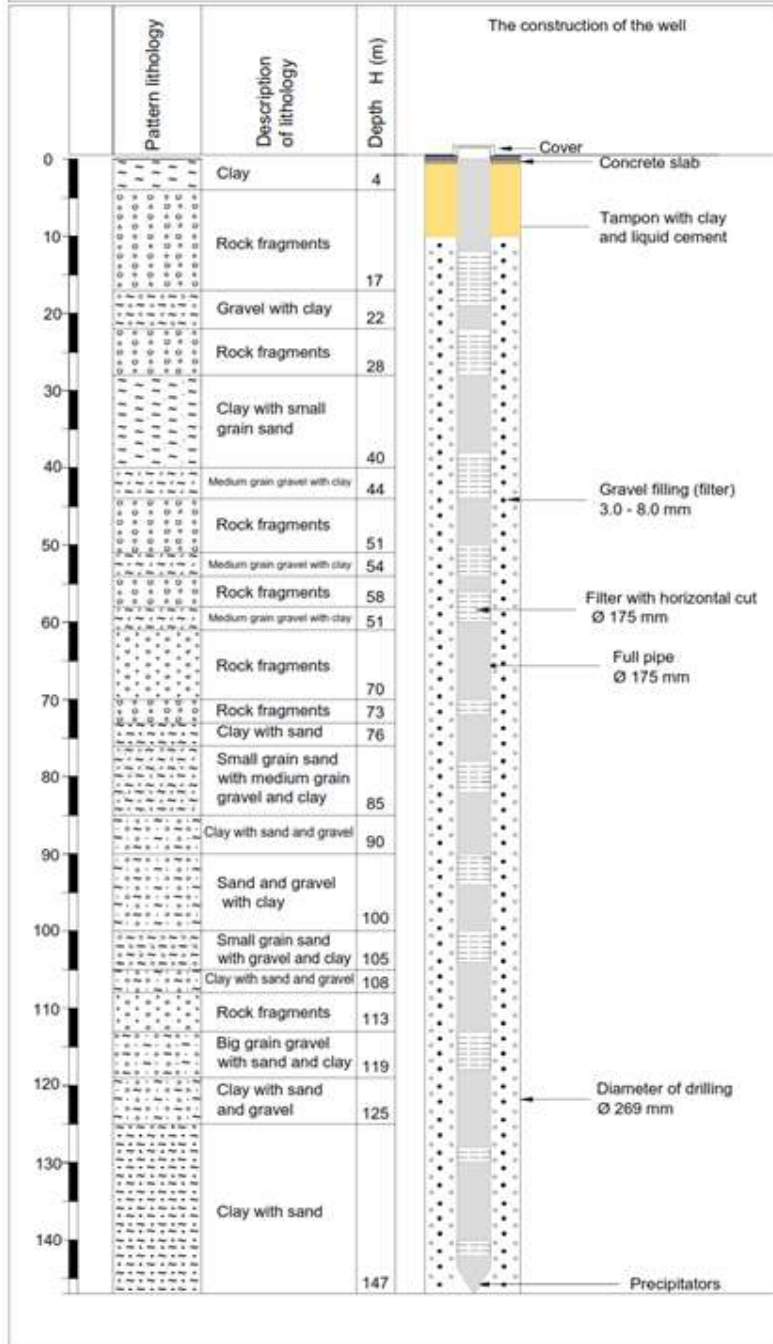 Pattern lithology
Description
of lithology
Depth H (m)
The construction of the well
Cover
0
Concrete slab
Clay
4
Tampon with clay
and liquid cement
10
Rock fragments
17
20
Gravel with clay
22
Rock fragments
28
30
Clay with small
grain sand
40
40
Medium grain gravel with clay
44
Gravel filling (filter)
3.0 - 8.0 mm
Rock fragments
51
50
Medium grain gravel with clay
54
Rock fragments
58
Filter with horizontal cut
Ø 175 mm
60
Medium grain gravel with clay
51
Full pipe
Ø 175 mm
Rock fragments
70
70
Rock fragments
73
Clay with sand
76
80
Small grain sand
with medium grain
gravel and clay
85
Clay with sand and gravel
90
90
Sand and gravel
with clay
100
100
Small grain sand
with gravel and clay
105
Clay with sand and gravel
108
110
Rock fragments
113
Big grain gravel
with sand and clay
119
120
Clay with sand
and gravel
125
Diameter of drilling
Ø 269 mm
130
Clay with sand
140
147
Precipitators